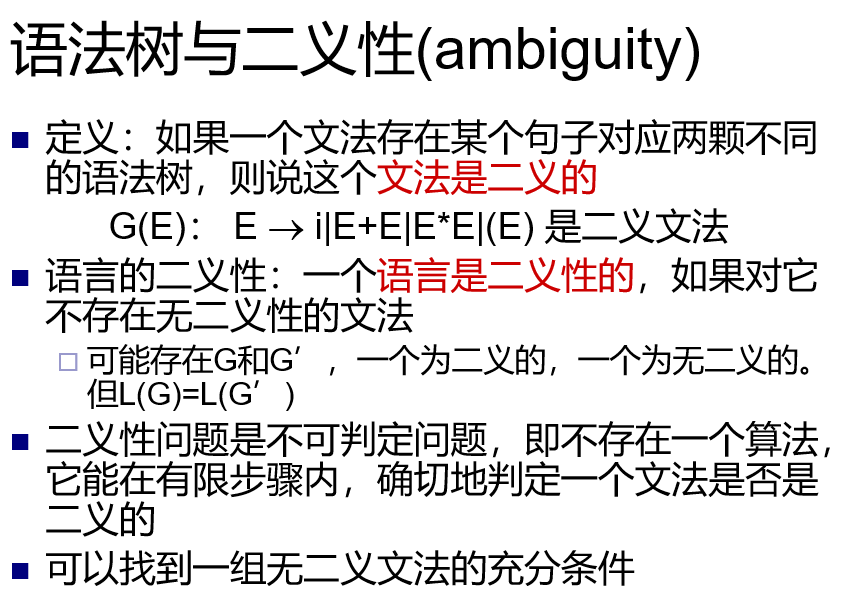 语法树与二义性(ambiguity)
定义：如果一个文法存在某个句子对应两颗不同
的语法树，则说这个文法是二义的
G(E)： E → i|E+E|E*E|(E) 是二义文法
语言的二义性：一个语言是二义性的，如果对它
不存在无二义性的文法
可能存在G和G′，一个为二义的，一个为无二义的。
但L(G)=L(G′)
二义性问题是不可判定问题，即不存在一个算法，
它能在有限步骤内，确切地判定一个文法是否是
二义的
可以找到一组无二义文法的充分条件